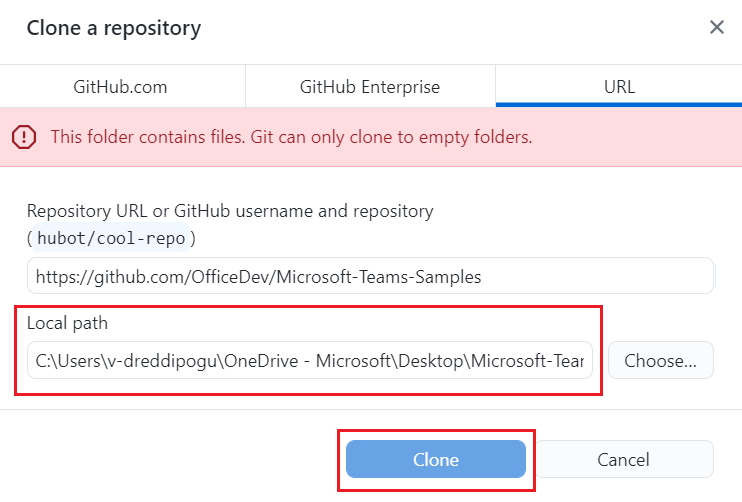 Clone a repository
GitHub.com
GitHub Enterprise
URL
This folder contains files. Git can only clone to empty folders.
Repository URL or GitHub username and repository
(hubot/cool-repo)
https://github.com/OfficeDev/Microsoft-Teams-Samples
Local path
C:\Users\v-dreddipogu\OneDrive - Microsoft\Desktop\Microsoft-Tear
Choose...
Clone
Cancel